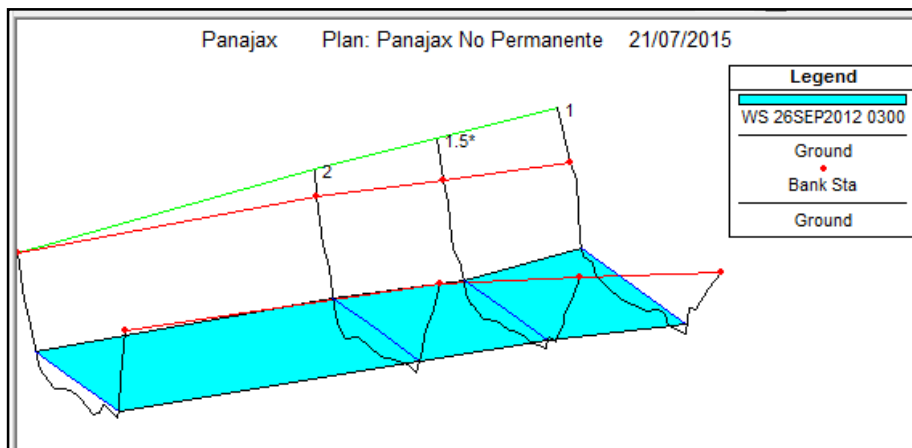 Panajax Plan: Panajax No Permanente 21/07/2015
Legend
WS 26SEP2012 0300
Ground
Bank Sta
Ground
1
1.5*
2